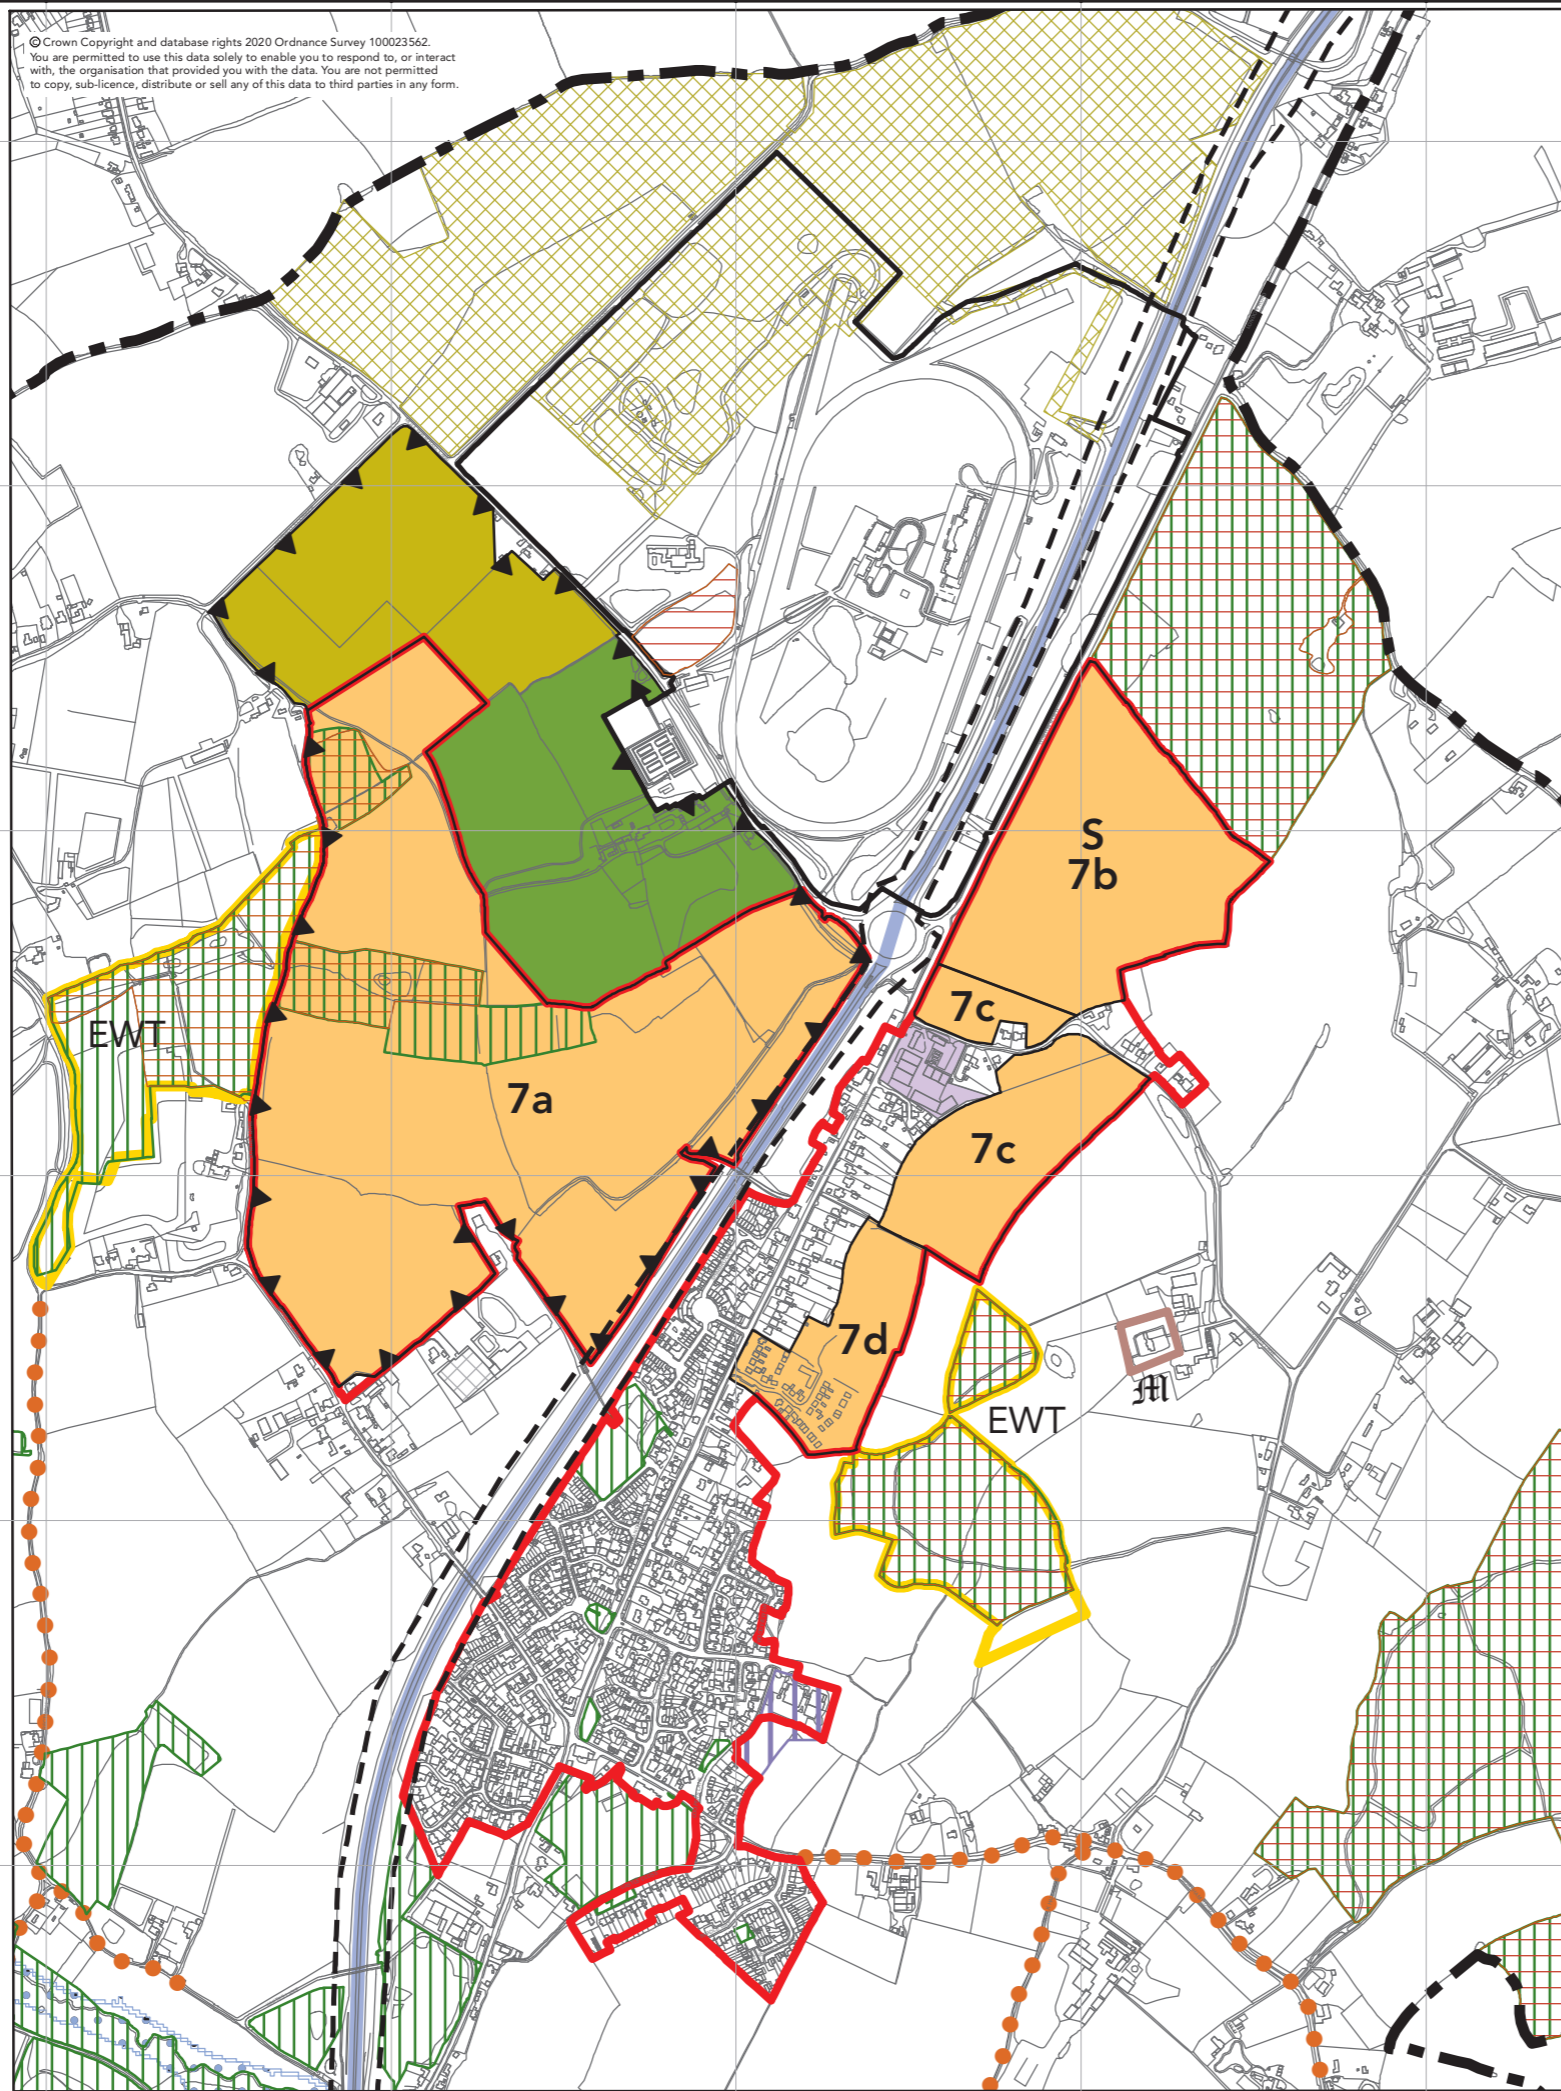 © Crown Copyright and database rights 2020 Ordnance Survey 100023562.
You are permitted to use this data solely to enable you to respond to, or interact
with, the organisation that provided you with the data. You are not permitted
to copy, sub-licence, distribute or sell any of this data to third parties in any form.
S
7b
7c
EWT
7a
7c
7d
M
EWT